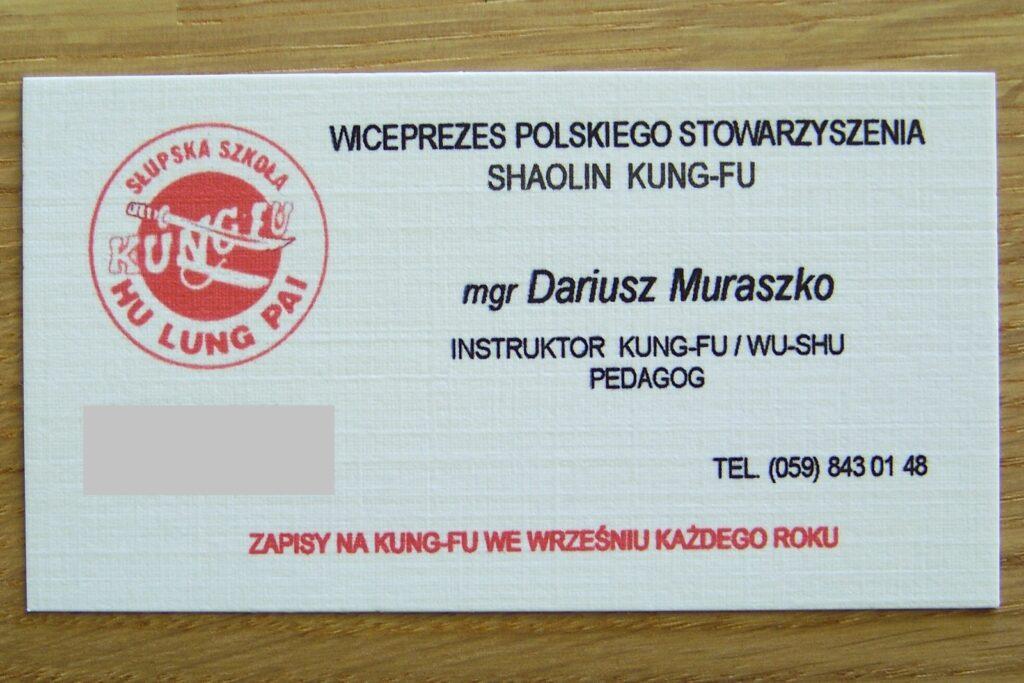 SŁUPSKA SZKOŁA
KUNG-FU
HU LUNG PAI
WICEPREZES POLSKIEGO STOWARZYSZENIA
SHAOLIN KUNG-FU
mgr Dariusz Muraszko
INSTRUKTOR KUNG-FU / WU-SHU
PEDAGOG
TEL. (059) 843 01 48
ZAPISY NA KUNG-FU WE WRZEŚNIU KAŻDEGO ROKU